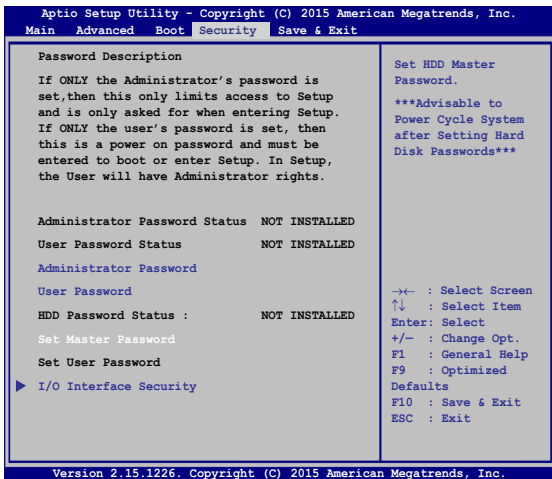 Aptio Setup Utility - Copyright (C) 2015 American Megatrends, Inc.
Main Advanced Boot Security Save & Exit
Password Description
If ONLY the Administrator's password is
set,then this only limits access to Setup
and is only asked for when entering Setup.
If ONLY the user's password is set, then
this is a power on password and must be
entered to boot or enter Setup. In Setup,
the User will have Administrator rights.
Administrator Password Status NOT INSTALLED
User Password Status NOT INSTALLED
Administrator Password
User Password
HDD Password Status : NOT INSTALLED
Set Master Password
Set User Password
I/O Interface Security
Set HDD Master
Password.
***Advisable to
Power Cycle System
after Setting Hard
Disk Passwords***
→← : Select Screen
↑↓ : Select Item
Enter: Select
+/− : Change Opt.
F1 : General Help
F9 : Optimized
Defaults
F10 : Save & Exit
ESC : Exit
Version 2.15.1226. Copyright (C) 2015 American Megatrends, Inc.